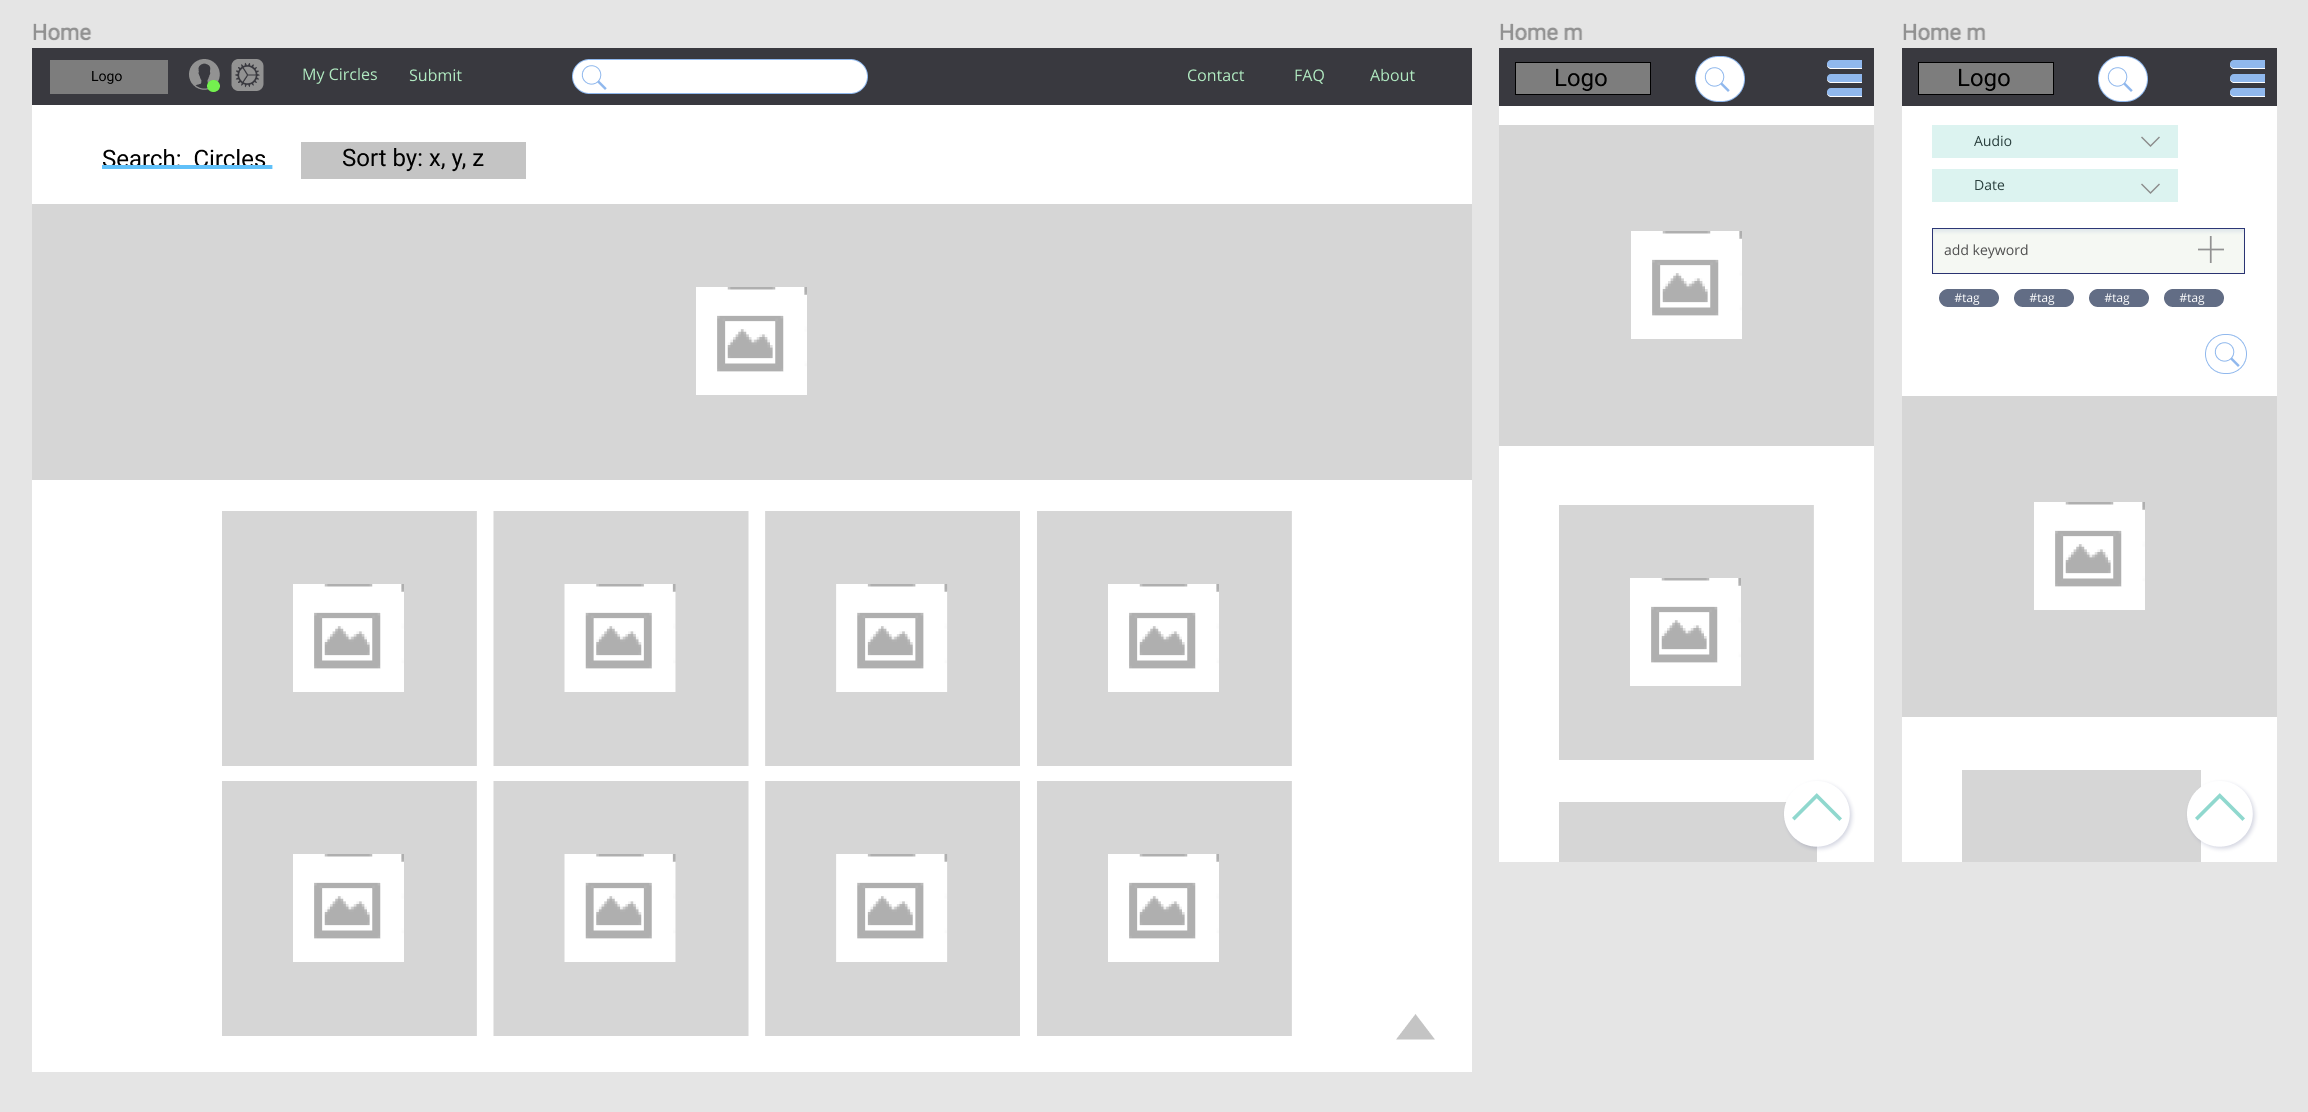 Home
Logo
My Circles
Submit
Contact
FAQ
About
Search:  Circles
Sort by: x, y, z
Home m
Logo
Home m
Logo
Audio
Date
add keyword
#tag #tag #tag #tag